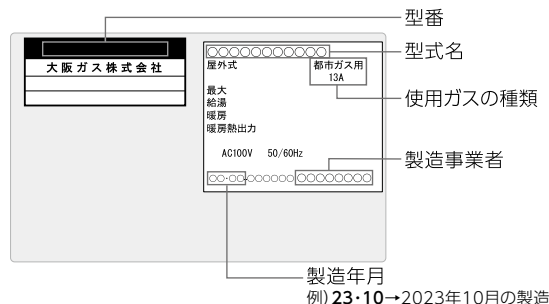 型番
型式名
大阪ガス株式会社
○○○○○○○○○○○
屋外式
都市ガス用
13A
使用ガスの種類
最大
給湯
暖房
暖房熱出力
AC100V 50/60Hz
製造事業者
○○・○○-○○○○○○ ○○○○○○○○
製造年月
例)23・10→2023年10月の製造